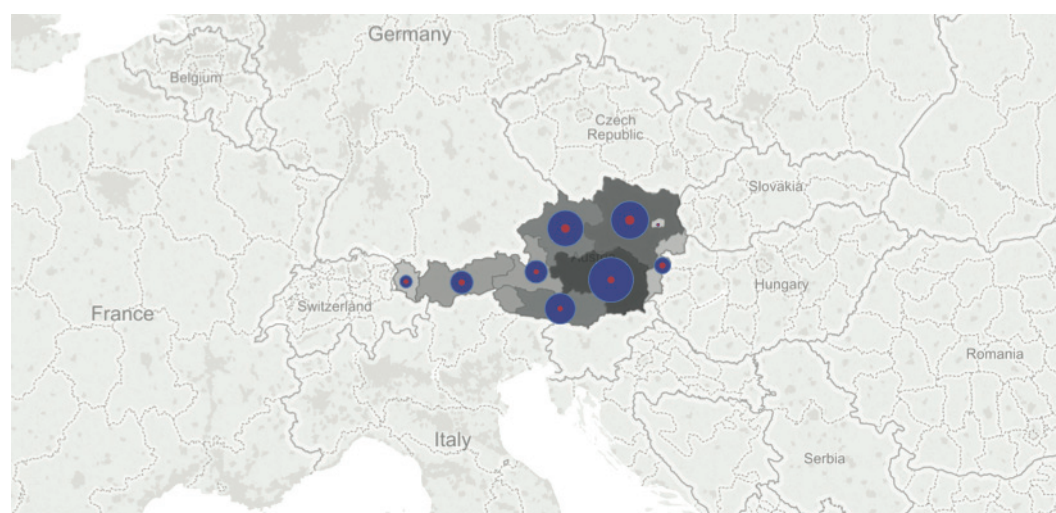 Germany
Belgium
Czech
Republic
Slovakia
Switzerland
Hungary
France
Romania
Italy
Serbia